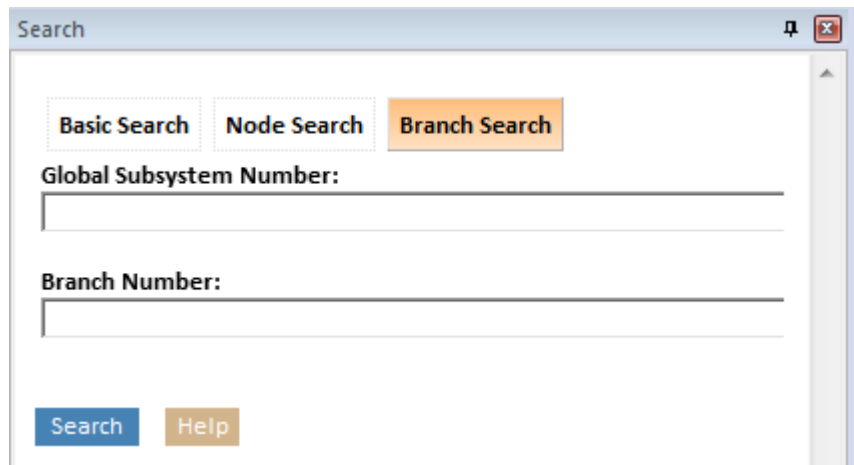 Search
Basic Search Node Search Branch Search
Global Subsystem Number:
Branch Number:
Search Help